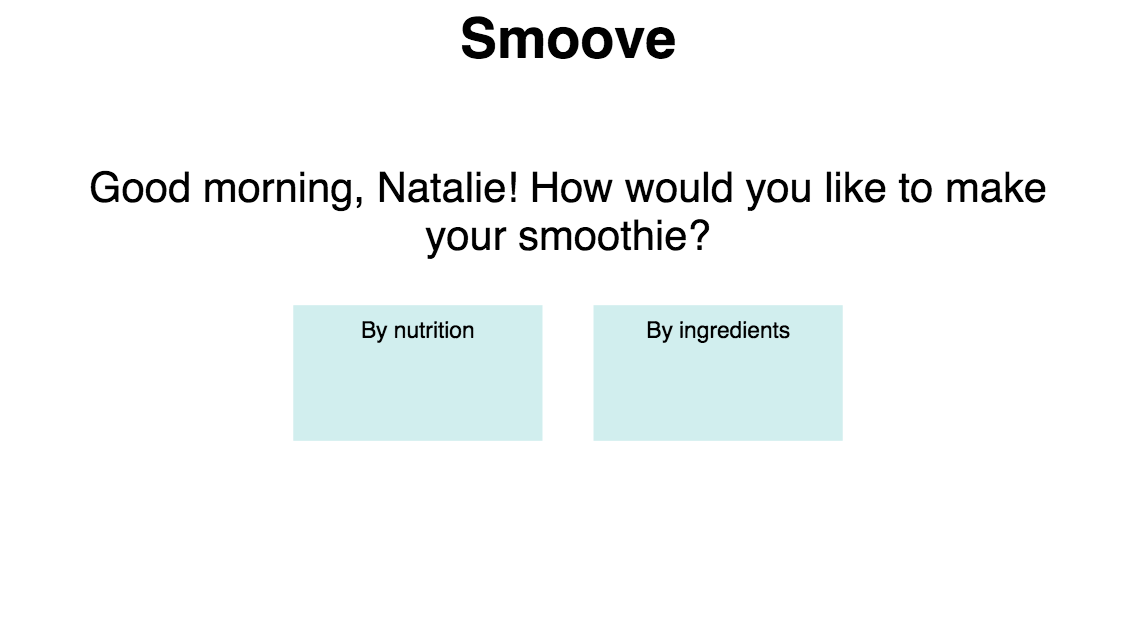 Smoove
Good morning, Natalie! How would you like to make
your smoothie?
By nutrition
By ingredients